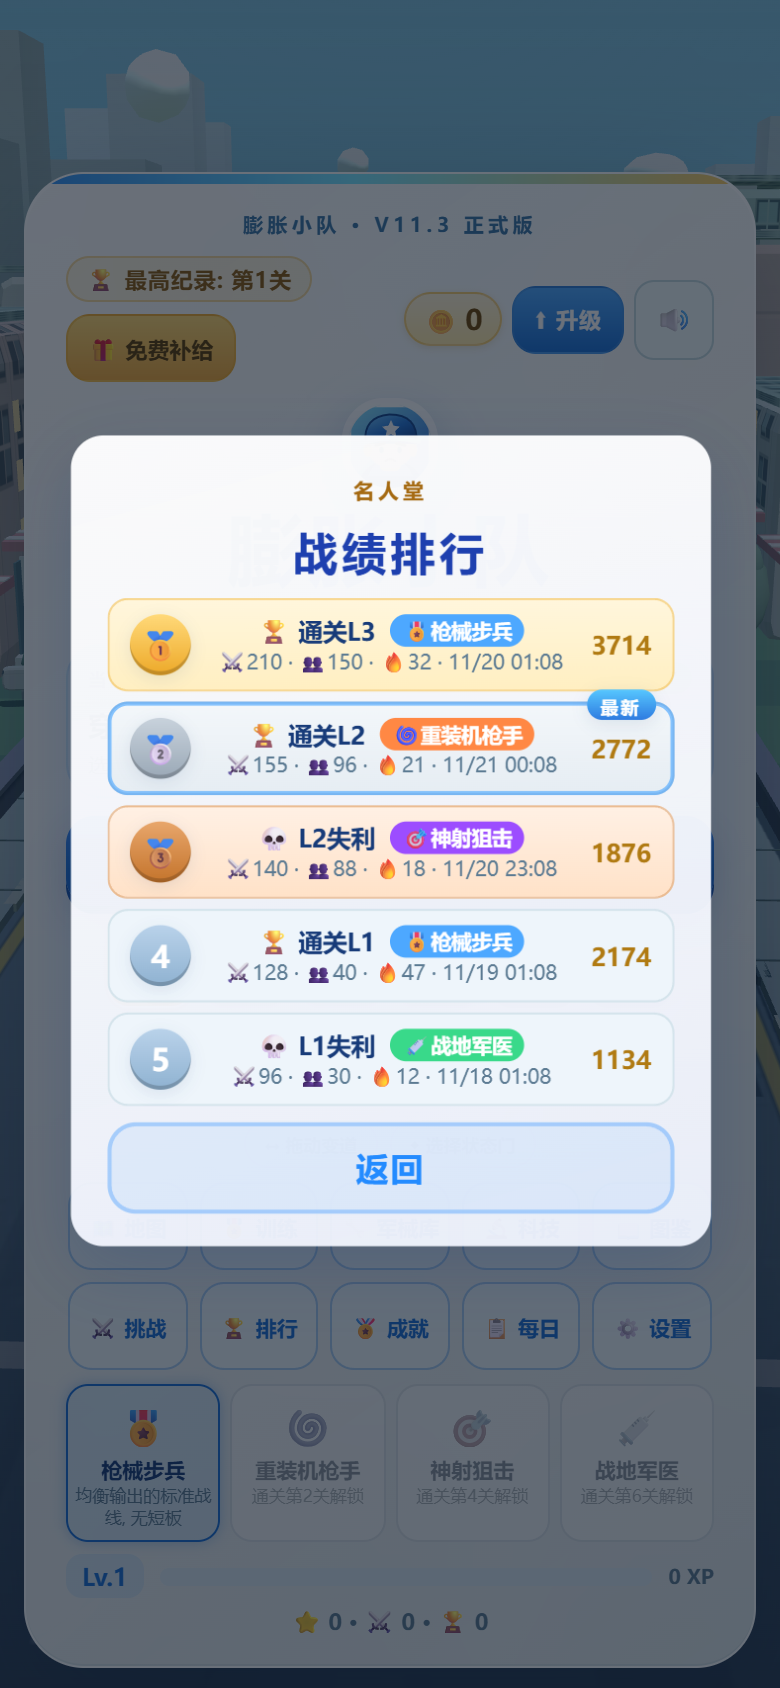 膨胀小队 • V11.3 正式版
最高纪录: 第1关
免费补给
0
升级
名人堂
战绩排行
1
通关L3 枪械步兵
210 · 150 · 32 · 11/20 01:08
3714
最新
2
通关L2 重装机枪手
155 · 96 · 21 · 11/21 00:08
2772
3
L2失利 神射狙击
140 · 88 · 18 · 11/20 23:08
1876
4
通关L1 枪械步兵
128 · 40 · 47 · 11/19 01:08
2174
5
L1失利 战地军医
96 · 30 · 12 · 11/18 01:08
1134
返回
挑战 排行 成就 每日 设置
枪械步兵
均衡输出的标准战
线, 无短板
重装机枪手
通关第2关解锁
神射狙击
通关第4关解锁
战地军医
通关第6关解锁
Lv.1
0 XP
0 • 0 • 0